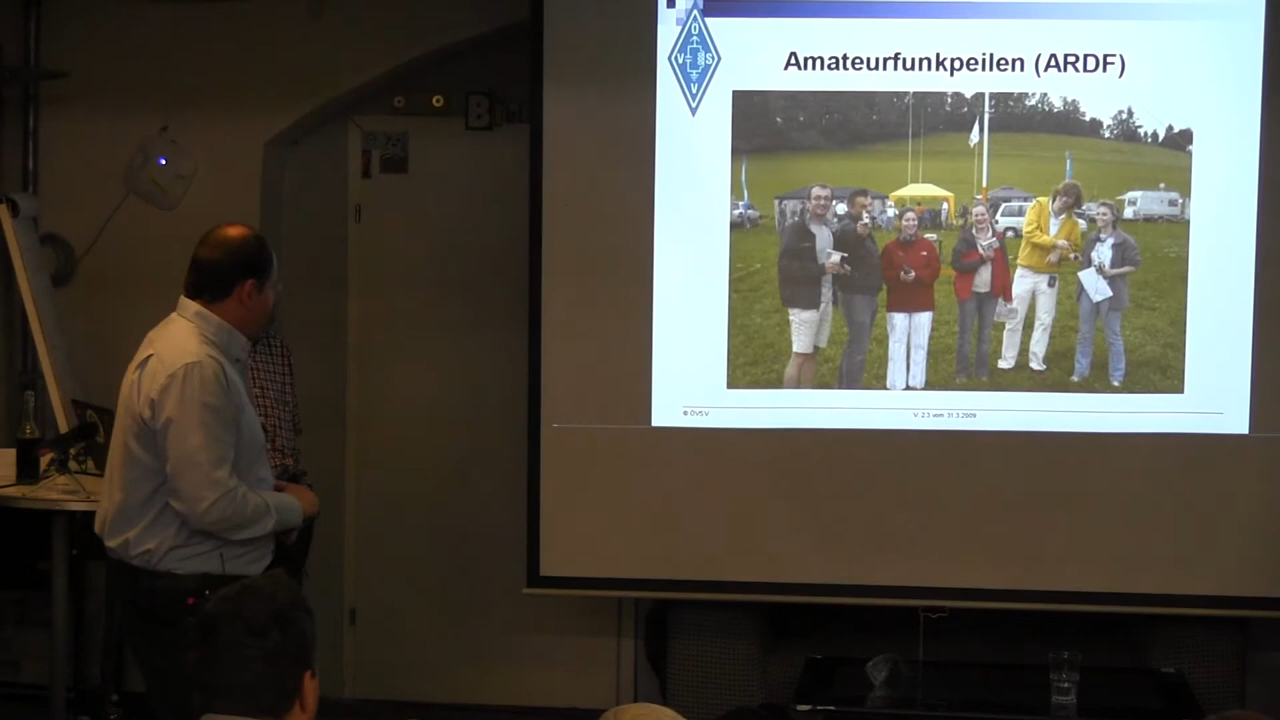 Ö
V S
V
Amateurfunkpeilen (ARDF)
© ÖVSV
V. 2.3 vom 31.3.2009